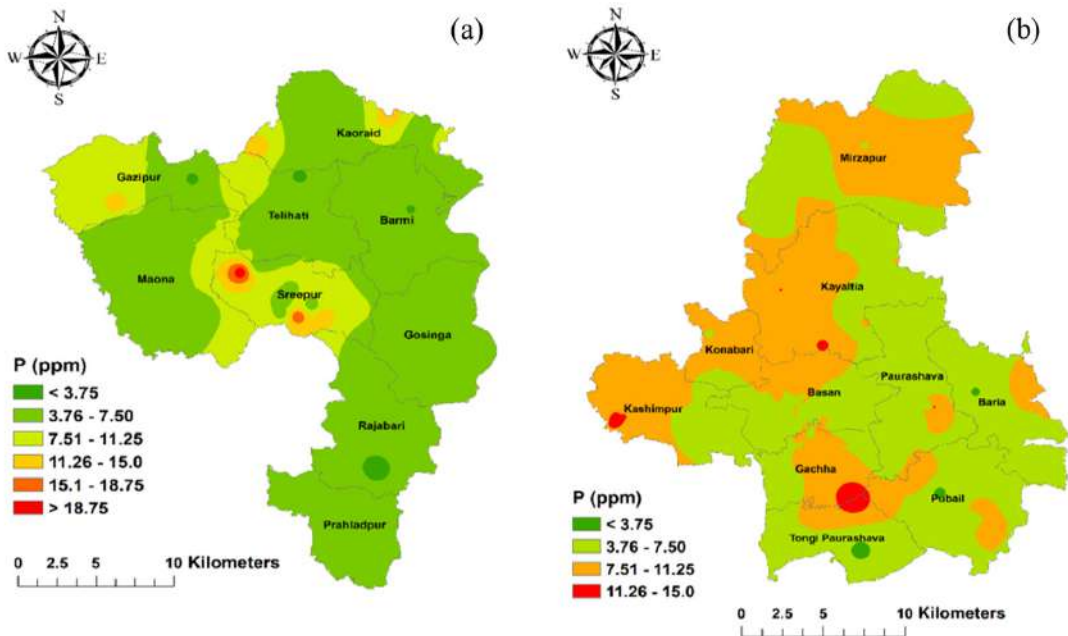 (a)
N
W E
S
Kaoraid
Gazipur
Telihati
Barmi
Maona
Sreepur
Gosinga
Rajabari
Prahladpur
P (ppm)
< 3.75
3.76 - 7.50
7.51 - 11.25
11.26 - 15.0
15.1 - 18.75
> 18.75
0 2.5 5 10 Kilometers
(b)
N
W E
S
Mirzapur
Kayaltia
Konabari
Paurashava
Basan
Baria
Kashimpur
Gachha
Pubail
Tongi Paurashava
P (ppm)
< 3.75
3.76 - 7.50
7.51 - 11.25
11.26 - 15.0
0 2.5 5 10 Kilometers